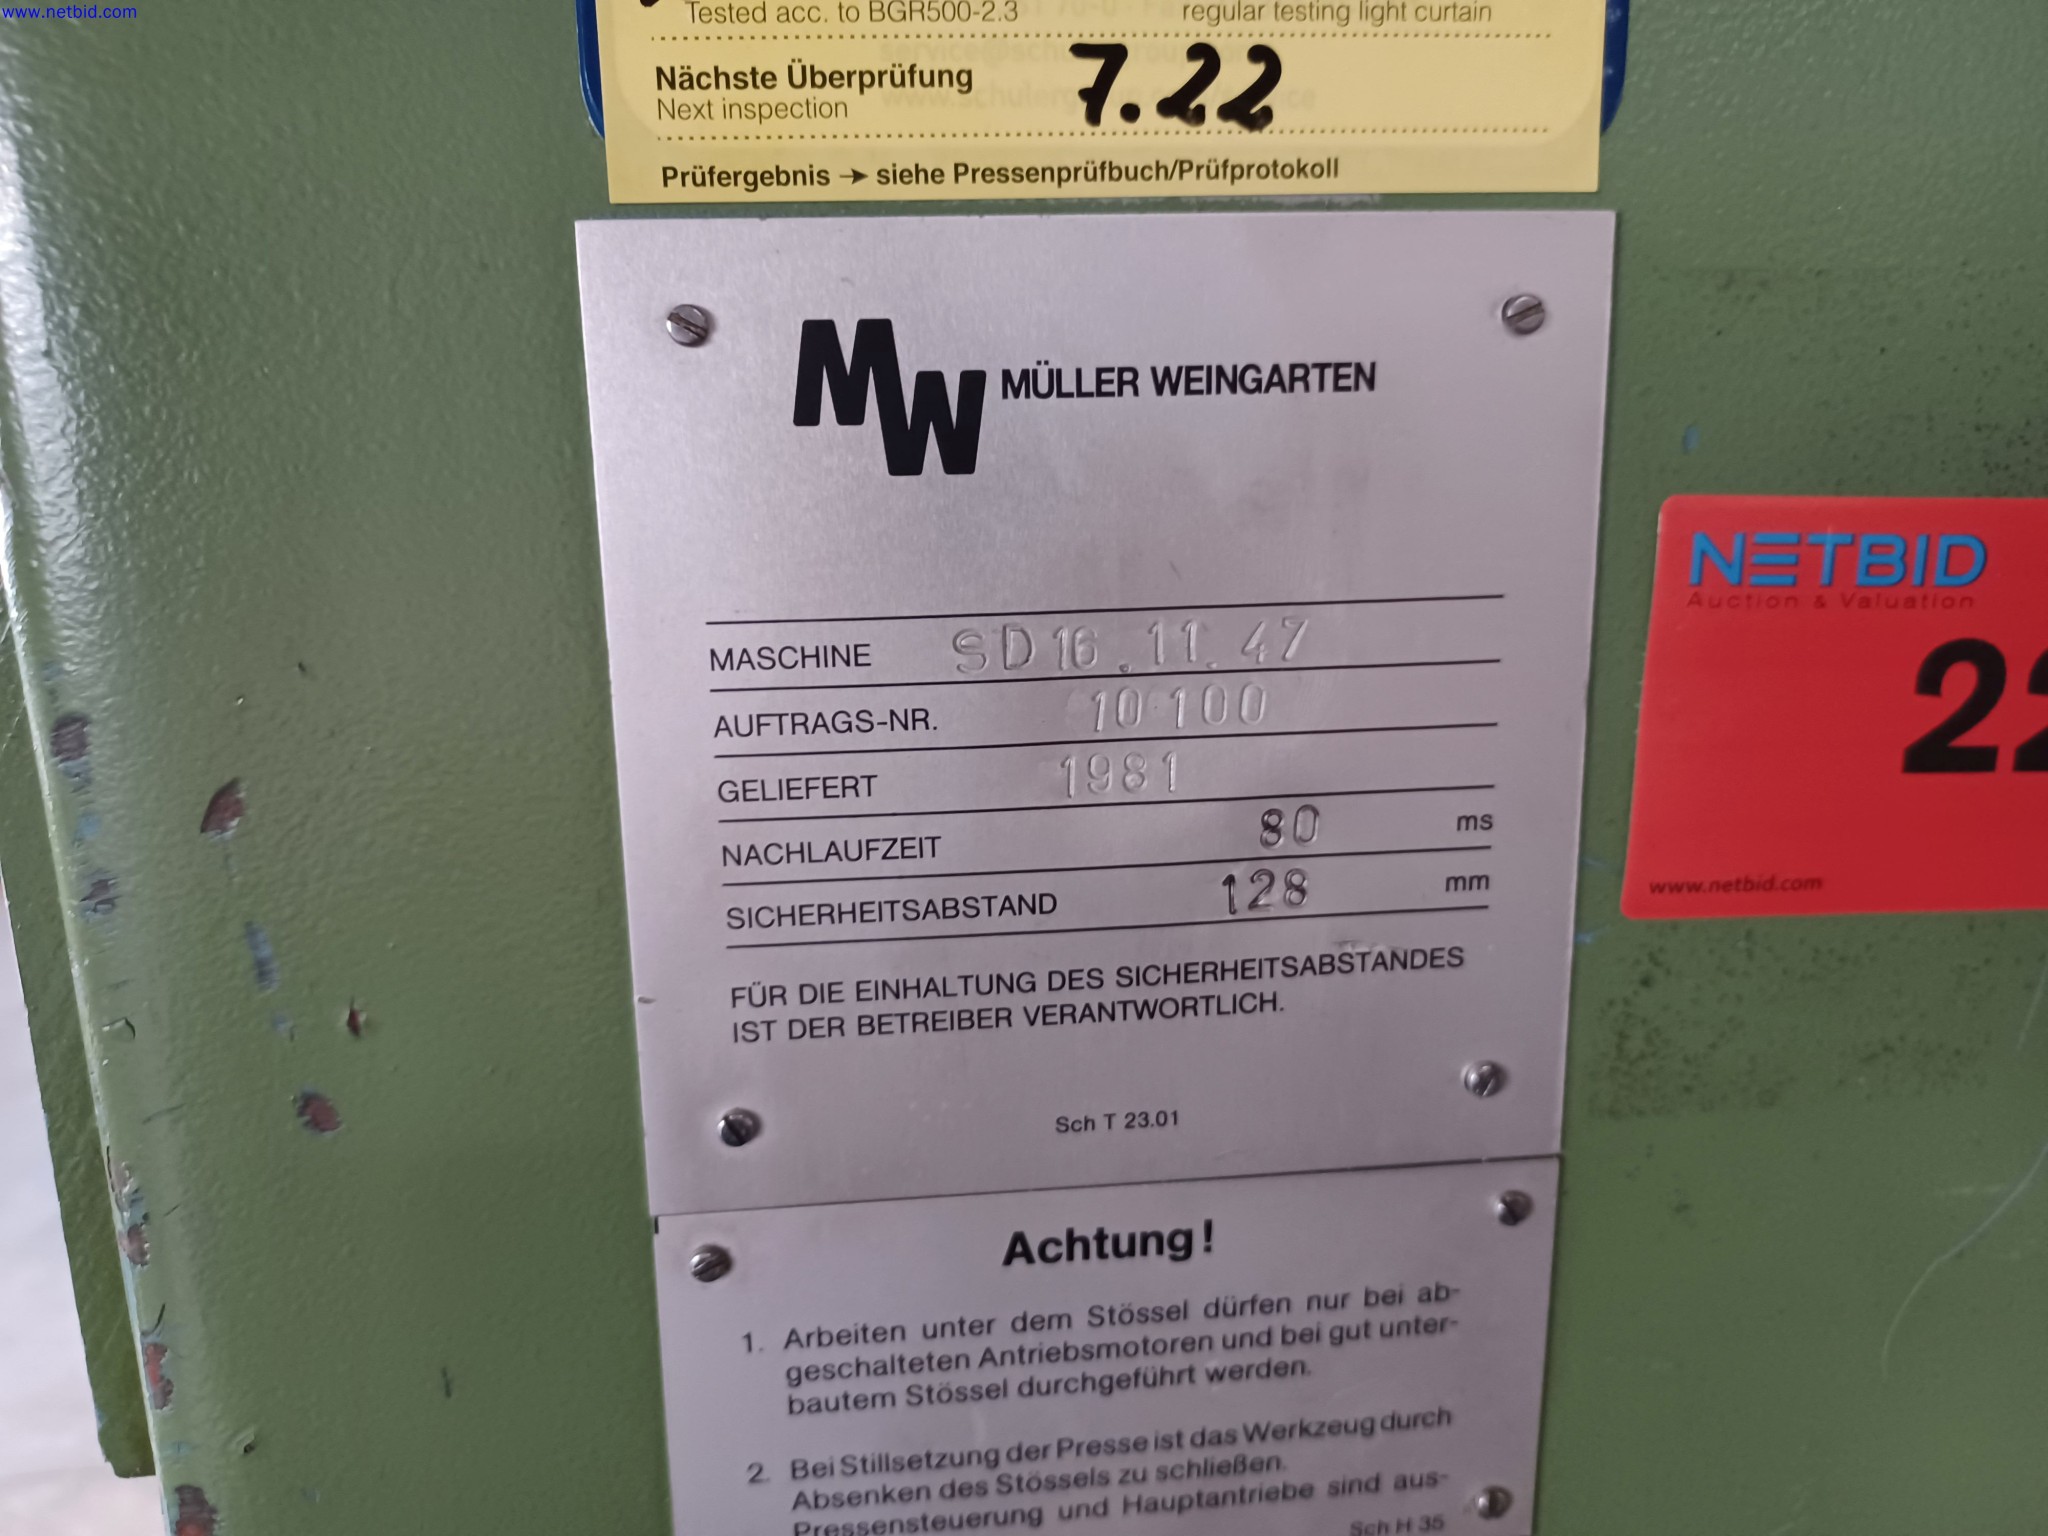 www.netbid.com
Tested acc. to BGR500-2.3 regular testing light curtain
Nächste Überprüfung 7.22
Next inspection
Prüfergebnis → siehe Pressenprüfbuch/Prüfprotokoll
MW MÜLLER WEINGARTEN
MASCHINE SD 16.11.47
AUFTRAGS-NR. 10 100
GELIEFERT 1981
NACHLAUFZEIT 80 ms
SICHERHEITSABSTAND 128 mm
FÜR DIE EINHALTUNG DES SICHERHEITSABSTANDES
IST DER BETREIBER VERANTWORTLICH.
Sch T 23.01
NETBID
Auction & Valuation
22
www.netbid.com
Achtung!
1. Arbeiten unter dem Stössel dürfen nur bei ab-
geschalteten Antriebsmotoren und bei gut unter-
bautem Stössel durchgeführt werden.
2. Bei Stillsetzung der Presse ist das Werkzeug durch
Absenken des Stössels zu schließen.
Pressensteuerung und Hauptantriebe sind aus-
Sch H 35